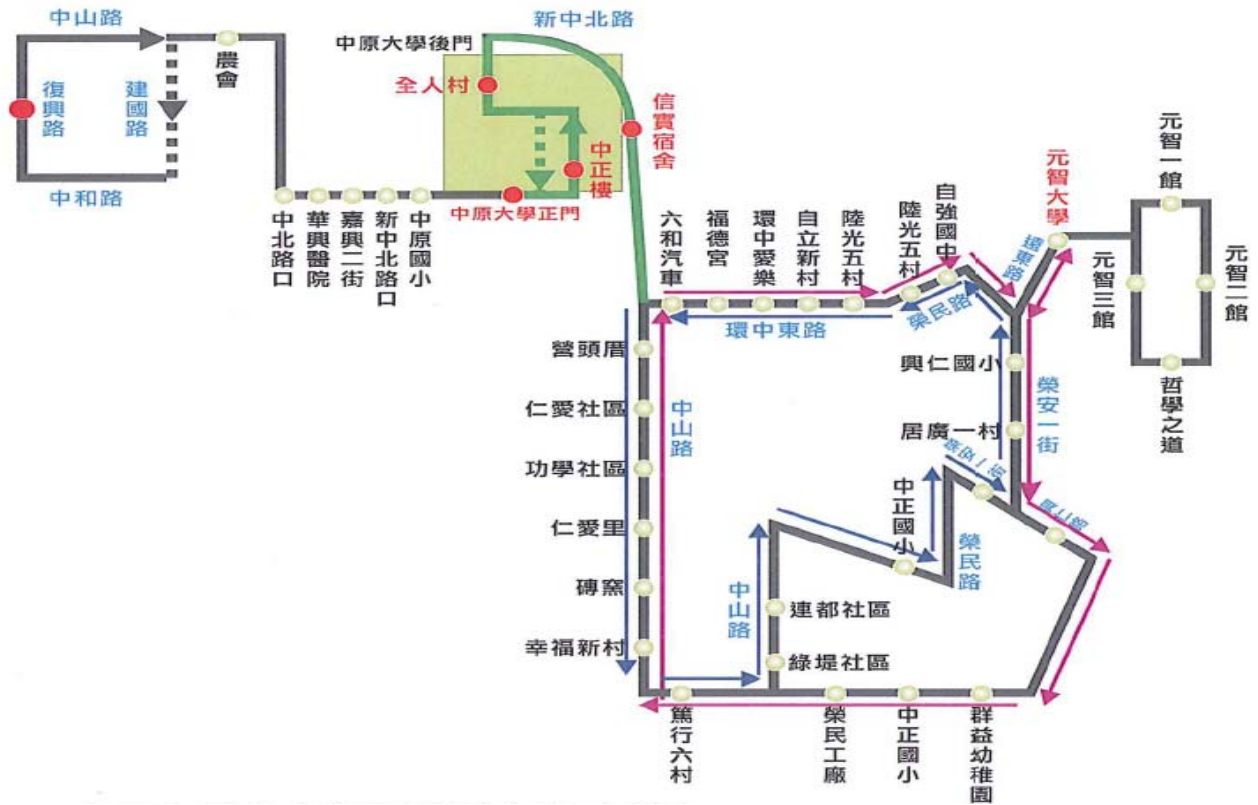 中山路
農會
復興路
建國路
中和路
中北路口
華興醫院
嘉興二街
新中北路口
中原國小
中原大學後門
新中北路
全人村
中正樓
中原大學正門
信實宿舍
六和汽車
福德宮
環中愛樂
自立新村
陸光五村
陸光五村
自強國中
元智大學
遠東路
元智一館
元智二館
元智三館
哲學之道
環中東路
榮民路
興仁國小
居廣一村
榮安一街
營頭厝
仁愛社區
功學社區
仁愛里
磚窯
幸福新村
中山路
中山路
連都社區
綠堤社區
中正國小
榮民路
篤行六村
榮民工廠
中正國小
群益幼稚園